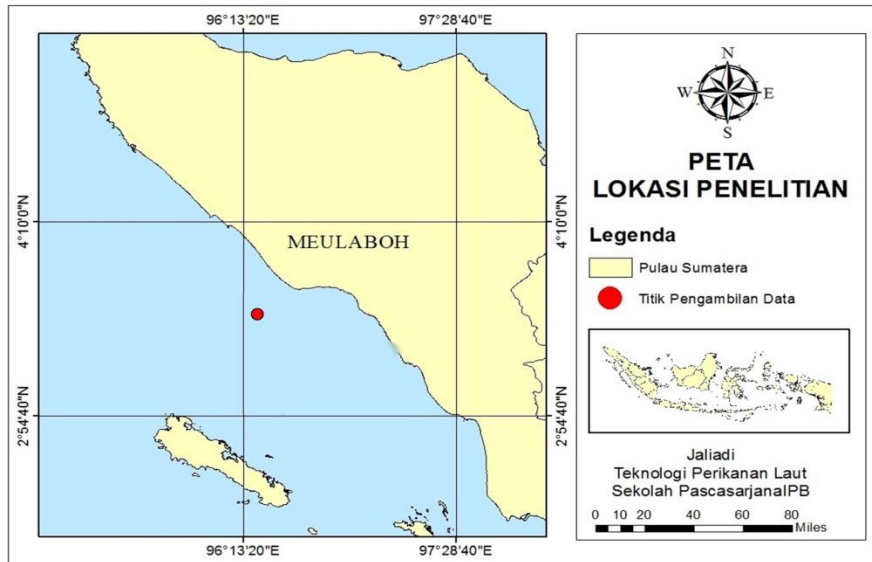 96°13'20"E 97°28'40"E
4°10'0"N
2°54'40"N
MEULABOH
4°10'0"N
2°54'40"N
96°13'20"E 97°28'40"E
N
W E
S
PETA
LOKASI PENELITIAN
Legenda
Pulau Sumatera
Titik Pengambilan Data
Jaliadi
Teknologi Perikanan Laut
Sekolah PascasarjanaIPB
0 10 20 40 60 80
Miles